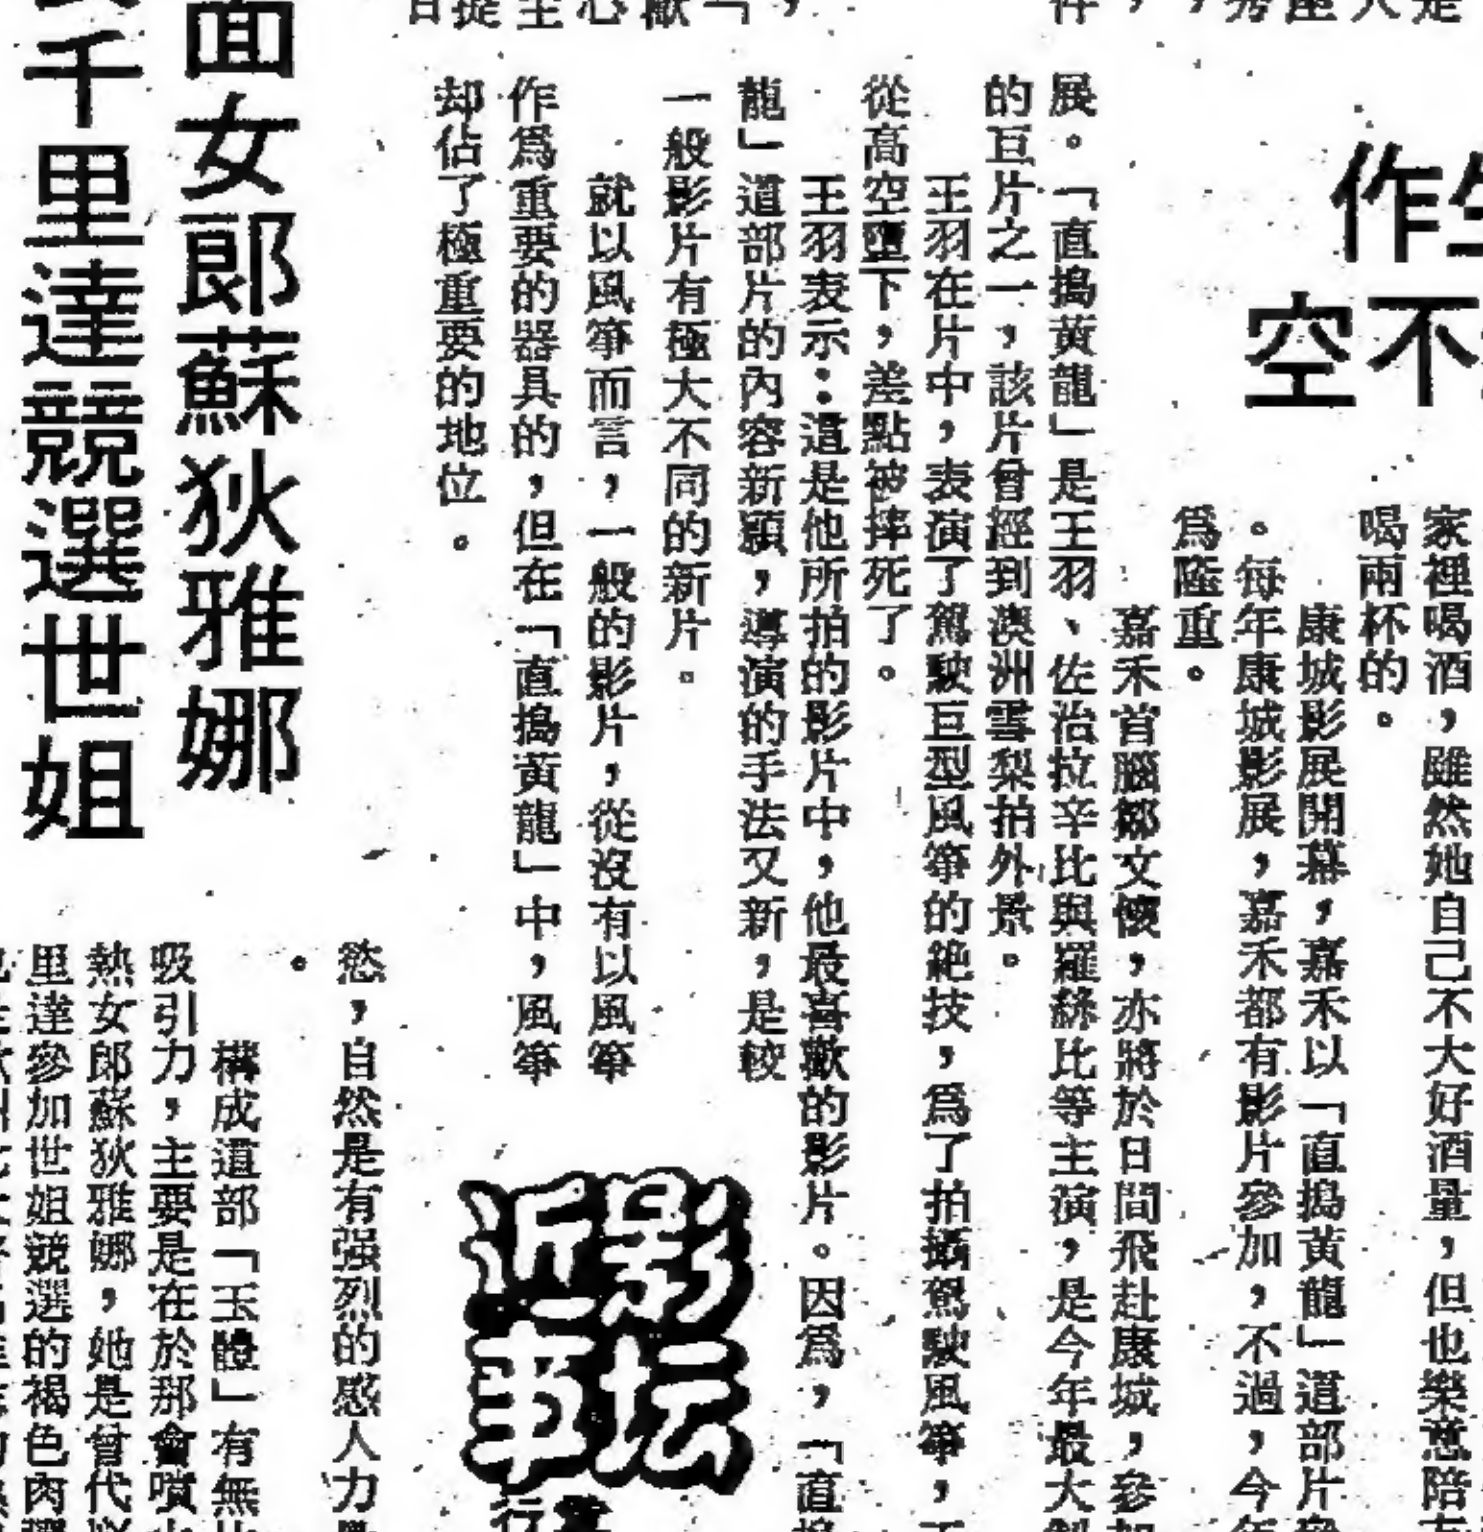 作
空不
家裡喝酒，雖然她自己不大好酒量，但也樂意陪
喝兩杯的。
康城影展開幕，嘉禾以「直搗黃龍」這部片
。每年康城影展，嘉禾都有影片參加，不過，今
爲隆重。
嘉禾首腦鄒文懷，亦將於日間飛赴康城，參
展。「直搗黃龍」是王羽、佐治拉辛比與羅絲比等主演，是今年最大
的巨片之一，該片曾經到澳洲雪梨拍外景。
王羽在片中，表演了駕駛巨型風箏的絶技，爲了拍攝駕駛風箏，
從高空墮下，差點被摔死了。
王羽表示：這是他所拍的影片中，他最喜歡的影片。因爲，「直
龍」這部片的內容新穎，導演的手法又新，是較
一般影片有極大不同的新片。
就以風箏而言，一般的影片，從沒有以風箏
作爲重要的器具的，但在「直搗黃龍」中，風箏
却佔了極重要的地位。
影坛
近事
面女郎蘇狄雅娜
千里達競選世姐
慾，自然是有强烈的感人力
。
構成這部「玉體」有無
吸引力，主要是在於那會噴
熱女郎蘇狄雅娜，她是曾代
里達參加世姐競選的褐色肉